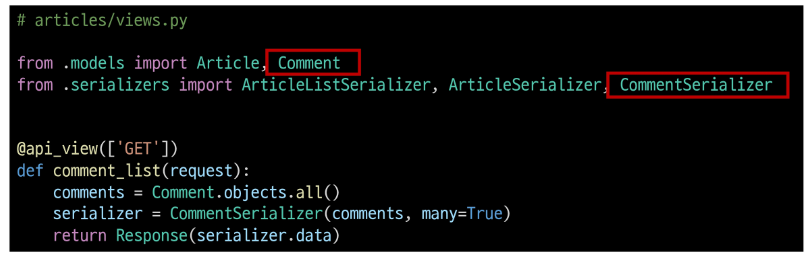 # articles/views.py
from .models import Article, Comment
from .serializers import ArticleListSerializer, ArticleSerializer, CommentSerializer
@api_view(['GET'])
def comment_list(request):
    comments = Comment.objects.all()
    serializer = CommentSerializer(comments, many=True)
    return Response(serializer.data)